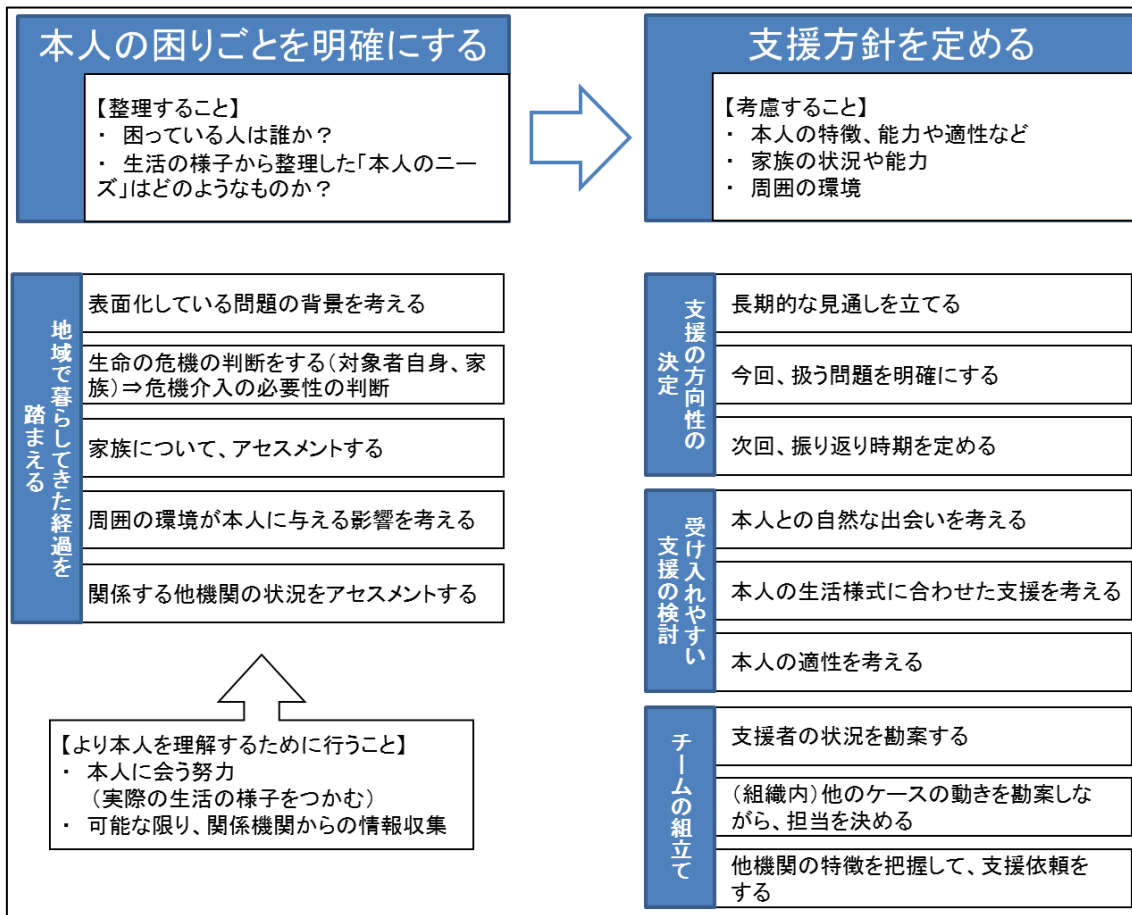 本人の困りごとを明確にする
【整理すること】
・ 困っている人は誰か？
・ 生活の様子から整理した「本人のニー
ズ」はどのようなものか？
地域で暮らしてきた経過を
踏まえる
表面化している問題の背景を考える
生命の危機の判断をする（対象者自身、家
族）⇒危機介入の必要性の判断
家族について、アセスメントする
周囲の環境が本人に与える影響を考える
関係する他機関の状況をアセスメントする
【より本人を理解するために行うこと】
・ 本人に会う努力
（実際の生活の様子をつかむ）
・ 可能な限り、関係機関からの情報収集
支援方針を定める
【考慮すること】
・ 本人の特徴、能力や適性など
・ 家族の状況や能力
・ 周囲の環境
支援の方向性の
決定
長期的な見通しを立てる
今回、扱う問題を明確にする
次回、振り返り時期を定める
受け入れやすい
支援の検討
本人との自然な出会いを考える
本人の生活様式に合わせた支援を考える
本人の適性を考える
チームの組立て
支援者の状況を勘案する
（組織内）他のケースの動きを勘案しな
がら、担当を決める
他機関の特徴を把握して、支援依頼を
する